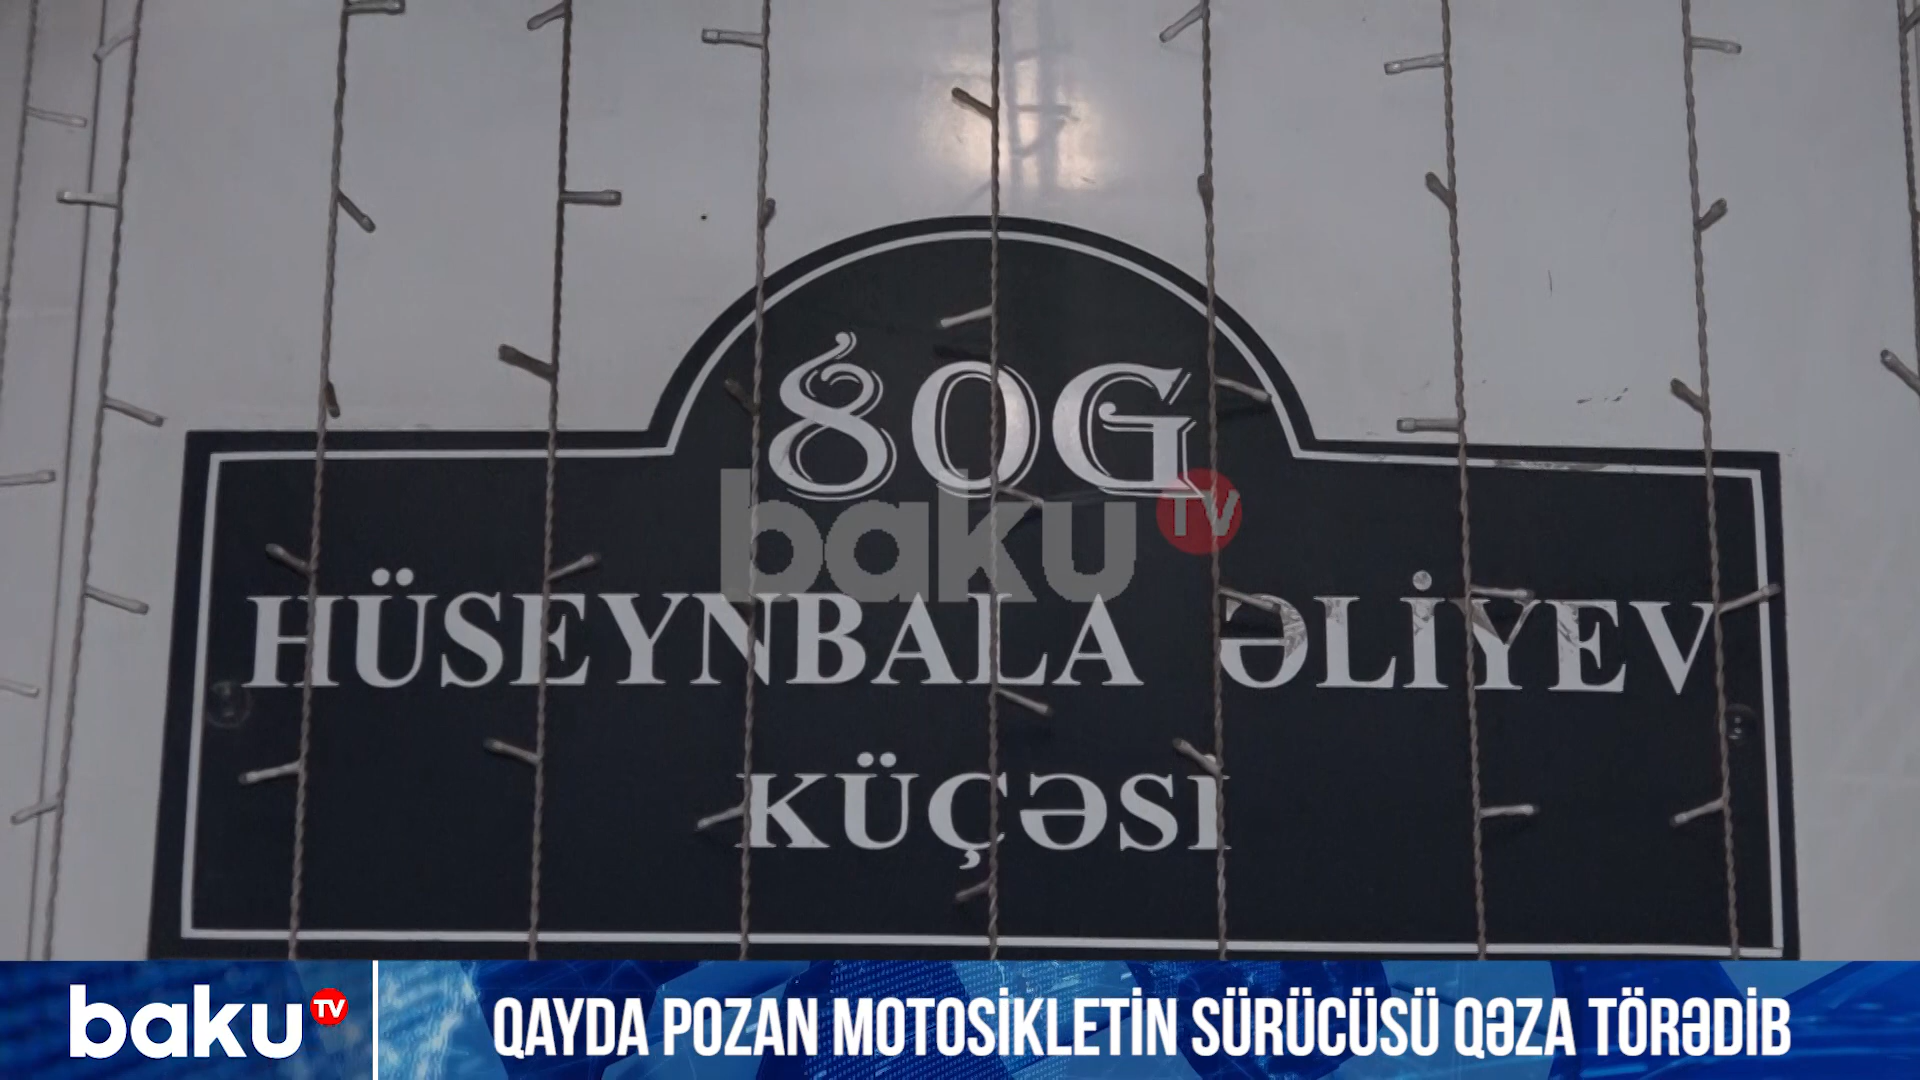 80G
baku TV
HÜSEYNBALA ƏLİYEV
KÜÇƏSİ
baku TV
QAYDA POZAN MOTOSİKLETİN SÜRÜCÜSÜ QƏZA TÖRƏDİB